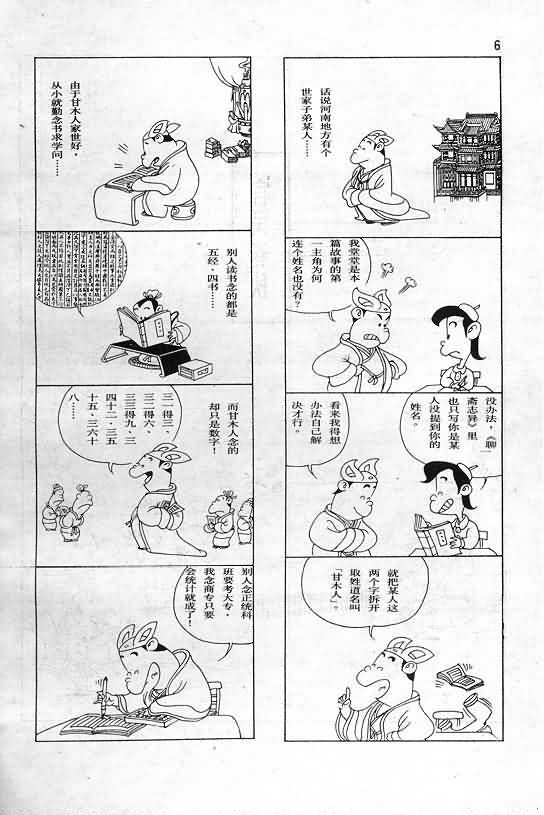 6
话说河南地方有个
世家子弟某人……
我堂堂是本
篇故事的第
一主角为何
连个姓名也没有？
没办法，《聊
斋志异》里
也只写你是某
人没提到你的
姓名。
看来我得想
办法自己解
决才行。
就把某人这
两个字拆开
取姓道名叫
「甘木人」。
由于甘木人家世好，
从小就勤念书求学问……
别人读书念的都是
五经、四书……
而甘木人念的
却只是数字！
三一得三、
三二得六、
三三得九、三
四十二、三五
十五、三六十
八……
别人念正统科
班要考大专，
我念商专只要
会统计就成了！